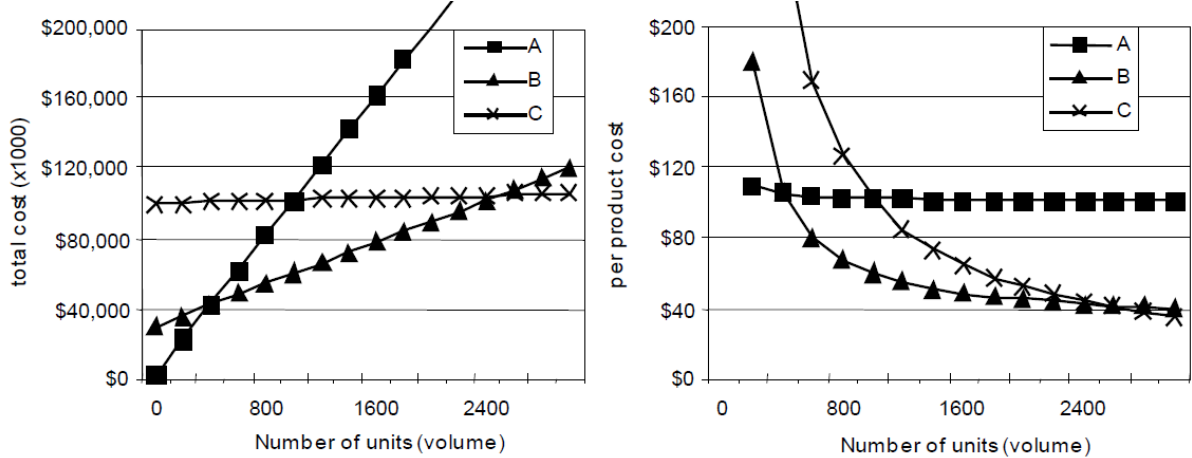 total cost (x1000)
$200,000
$160,000
$120,000
$80,000
$40,000
$0
A
B
C
0 800 1600 2400
Number of units (volume)
per product cost
$200
$160
$120
$80
$40
$0
A
B
C
0 800 1600 2400
Number of units (volume)